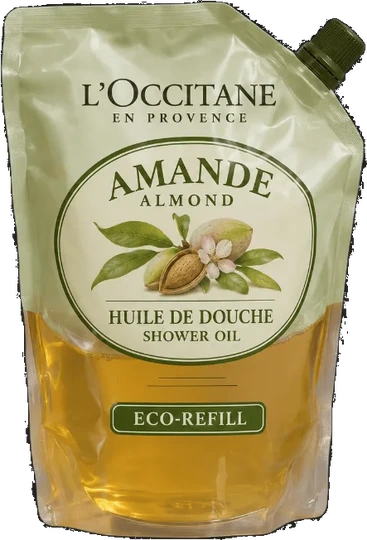 L'OCCITANE
EN PROVENCE
AMANDE
ALMOND
HUILE DE DOUCHE
SHOWER OIL
ECO-REFILL